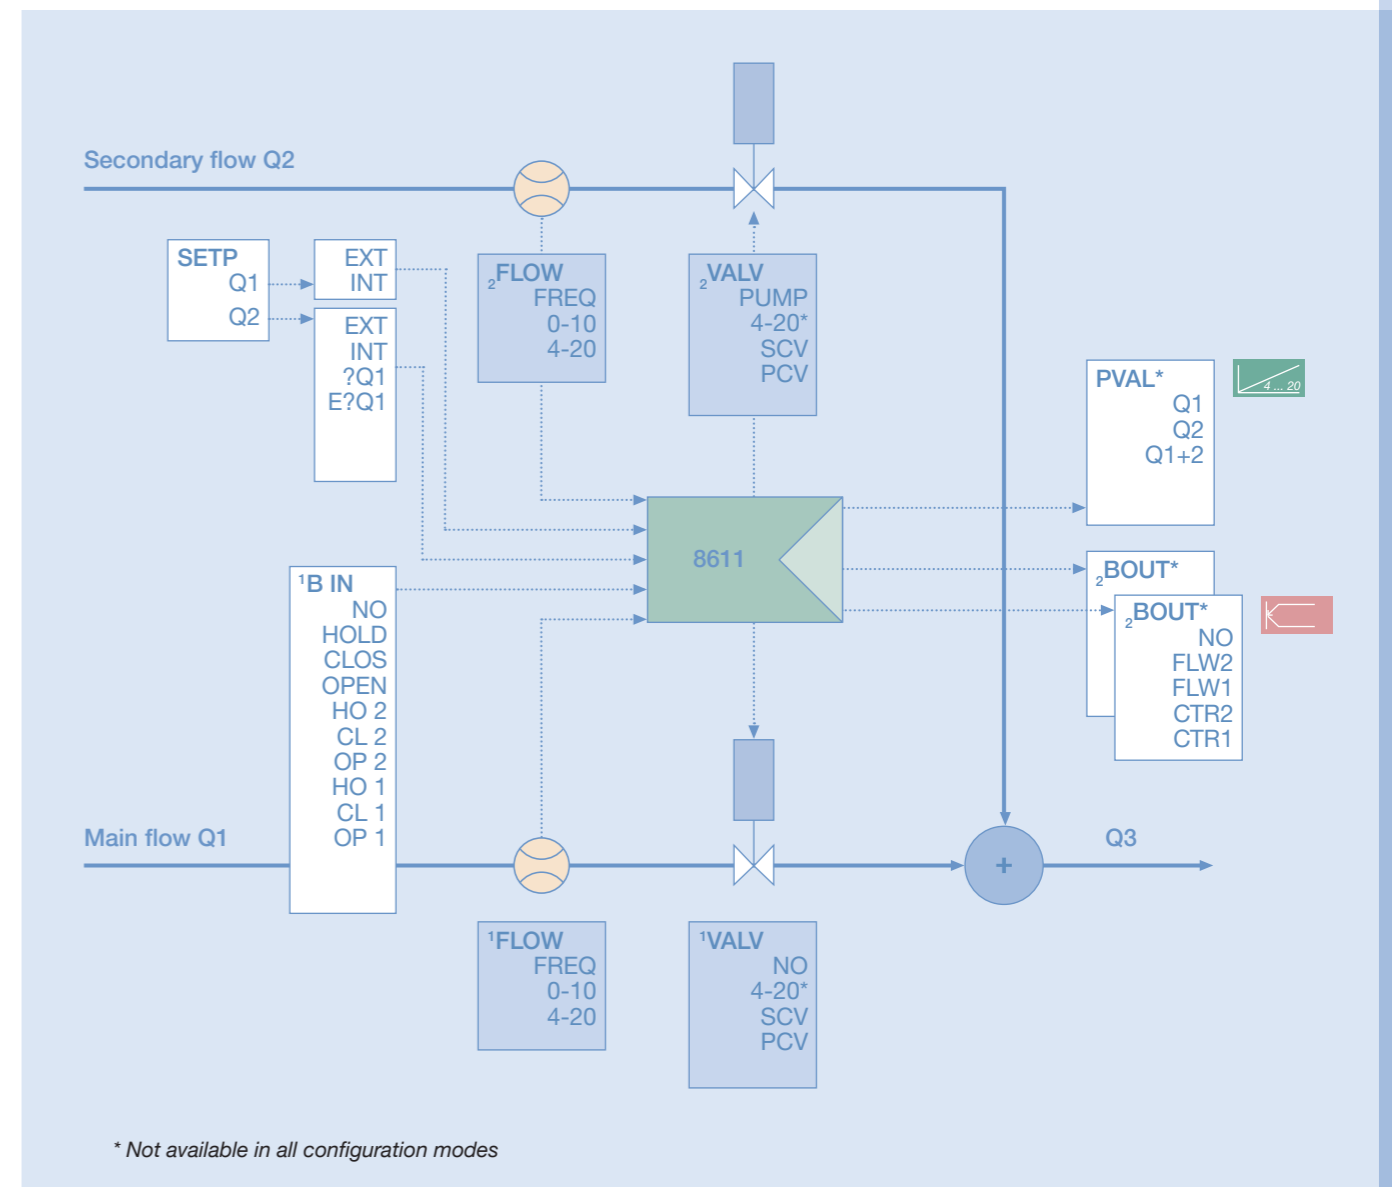 Secondary flow Q2
SETP
Q1
Q2
EXT
INT
EXT
INT
?Q1
E?Q1
₂FLOW
FREQ
0-10
4-20
₂VALV
PUMP
4-20*
SCV
PCV
PVAL*
Q1
Q2
Q1+2
4 ... 20
8611
¹B IN
NO
HOLD
CLOS
OPEN
HO 2
CL 2
OP 2
HO 1
CL 1
OP 1
₂BOUT*
₂BOUT*
NO
FLW2
FLW1
CTR2
CTR1
Main flow Q1
+
Q3
¹FLOW
FREQ
0-10
4-20
¹VALV
NO
4-20*
SCV
PCV
* Not available in all configuration modes